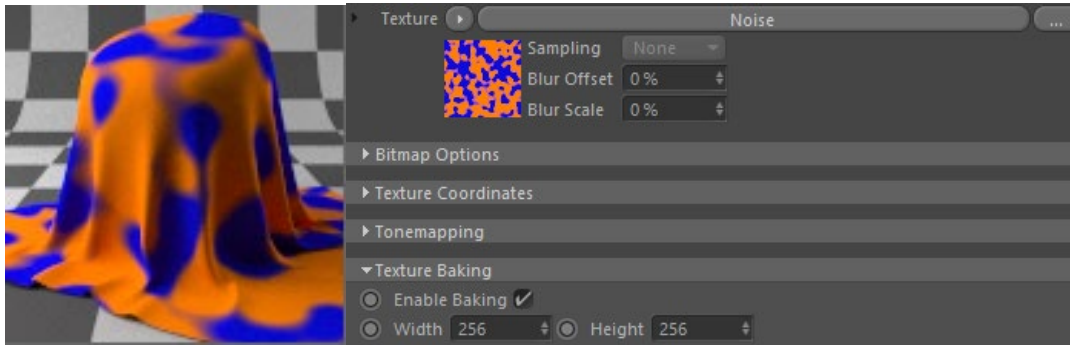 Texture Noise ...
Sampling None
Blur Offset 0 %
Blur Scale 0 %
Bitmap Options
Texture Coordinates
Tonemapping
Texture Baking
Enable Baking
Width 256 Height 256